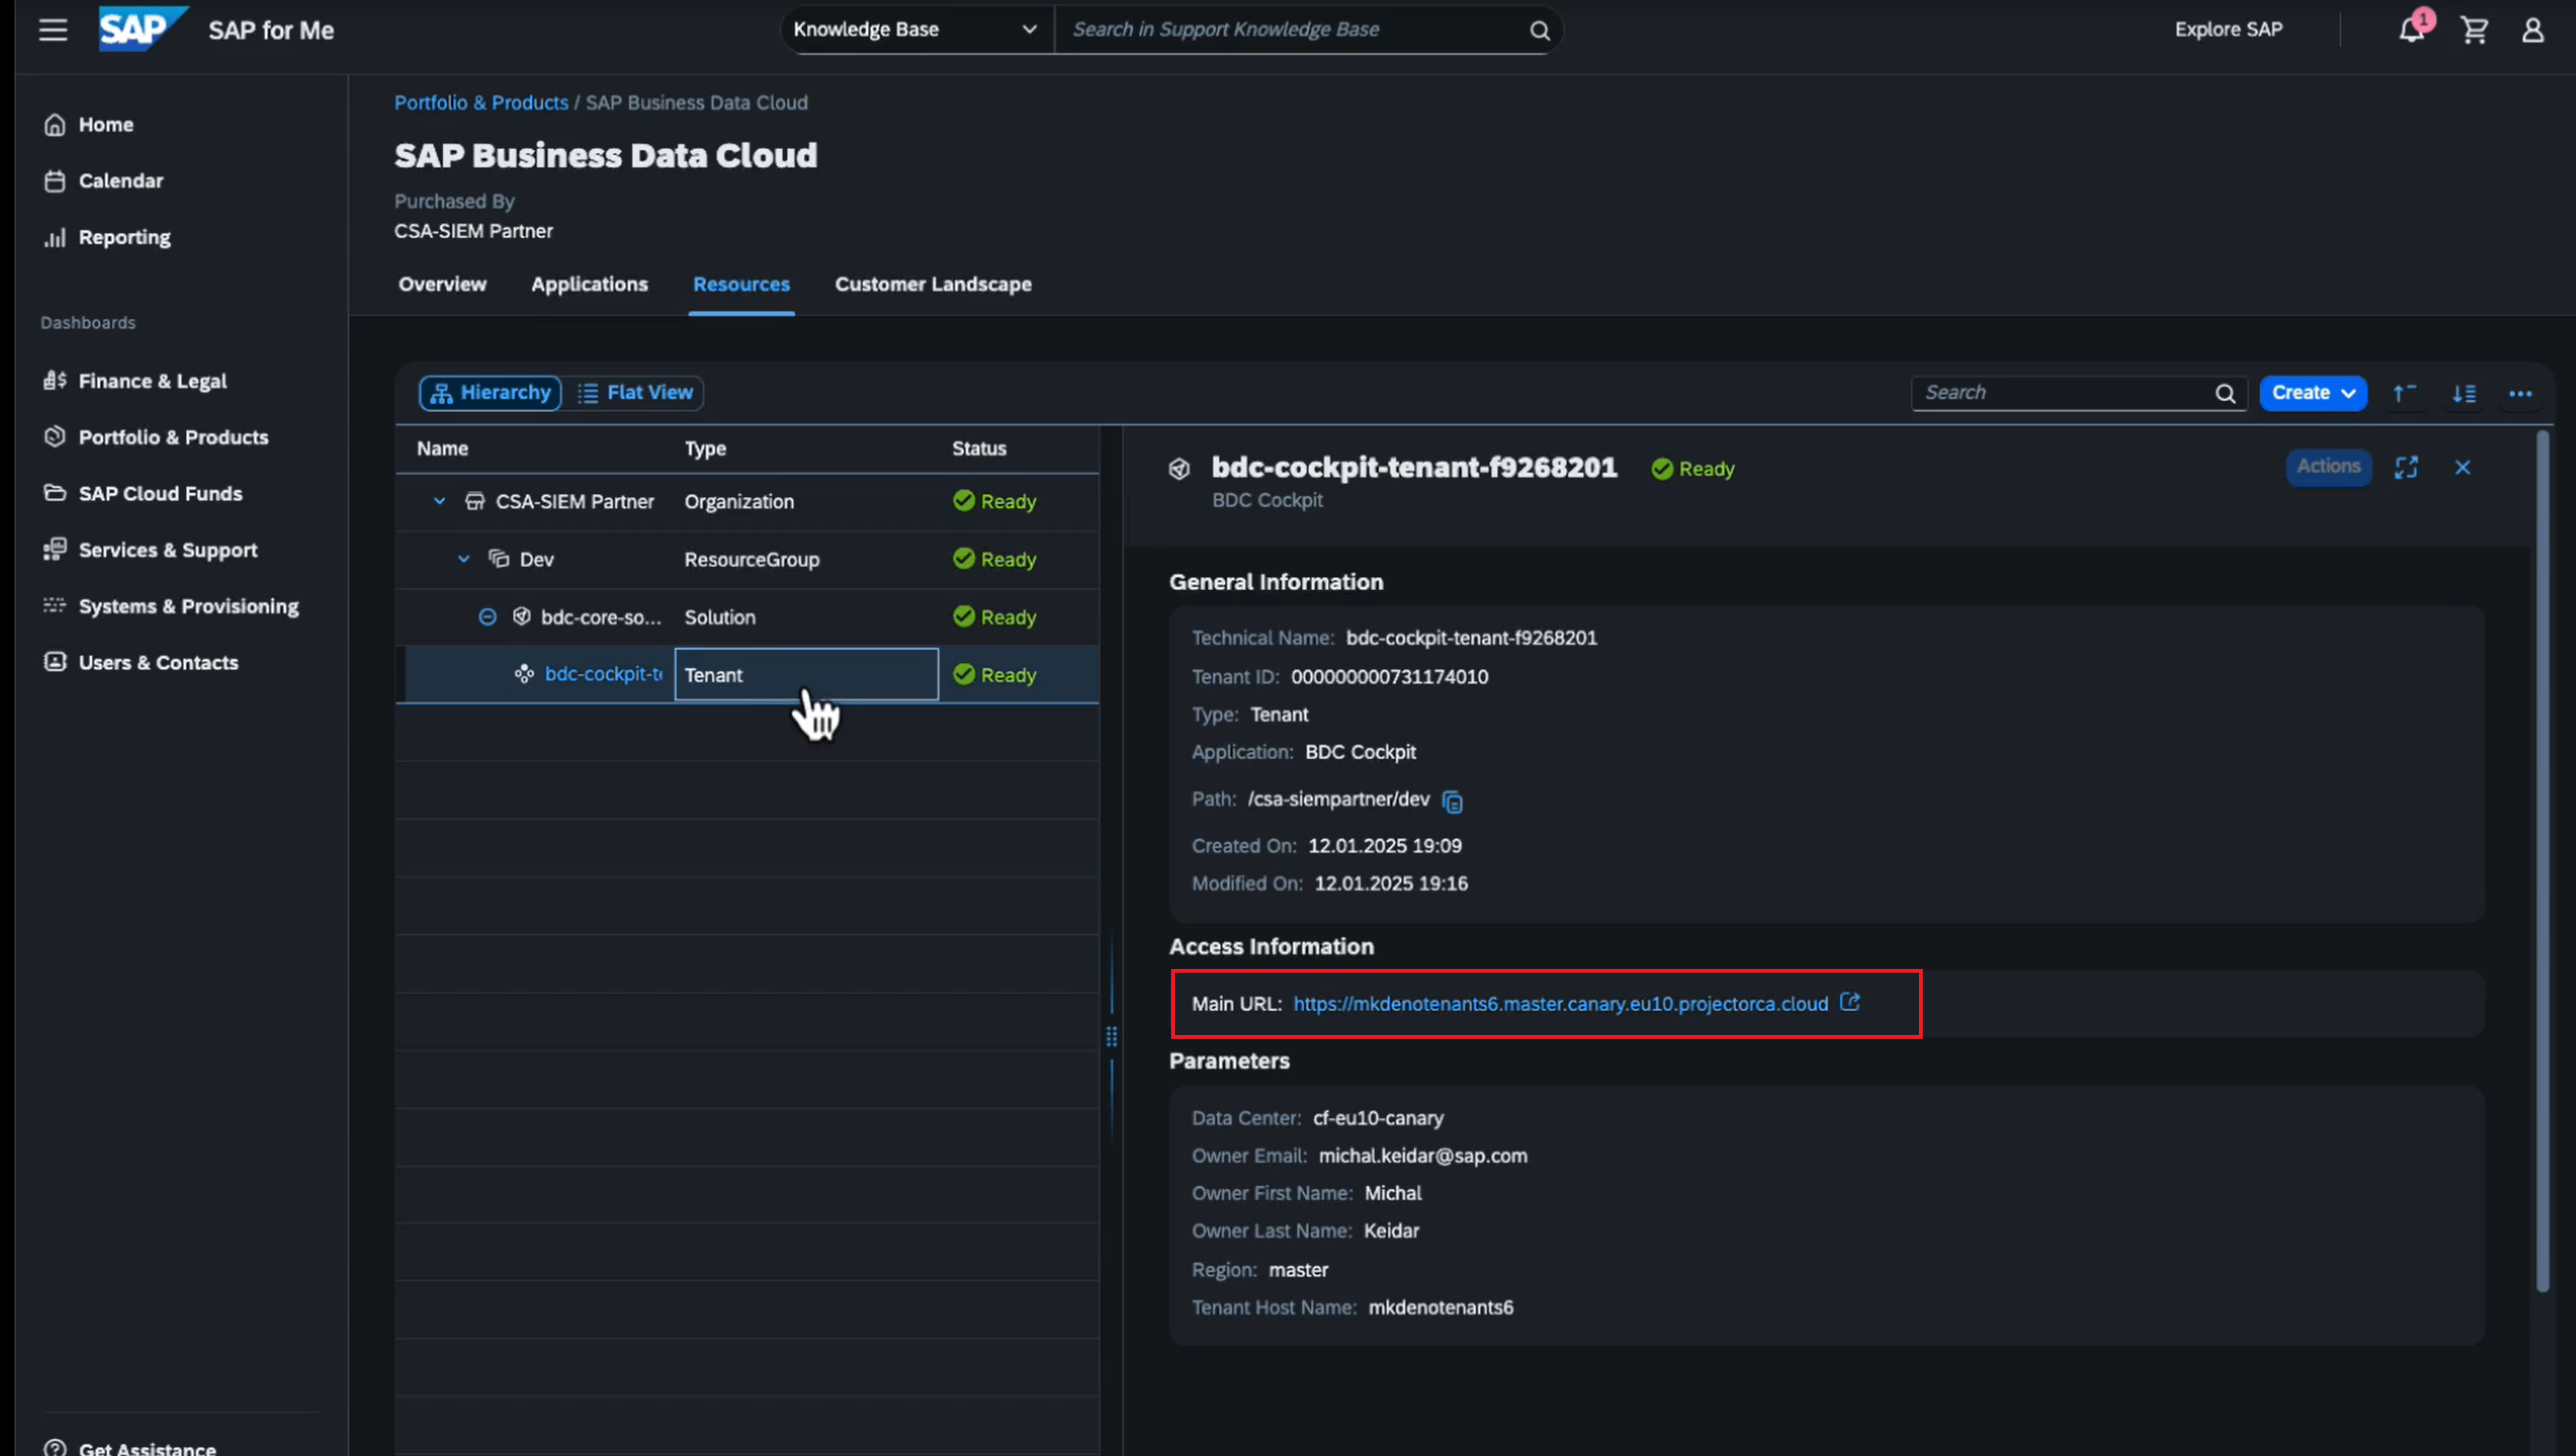 SAP SAP for Me Knowledge Base Search in Support Knowledge Base Explore SAP 1
Home
Calendar
Reporting
Dashboards
Finance & Legal
Portfolio & Products
SAP Cloud Funds
Services & Support
Systems & Provisioning
Users & Contacts
Get Assistance
Portfolio & Products / SAP Business Data Cloud
SAP Business Data Cloud
Purchased By
CSA-SIEM Partner
Overview Applications Resources Customer Landscape
Hierarchy Flat View Search Create
Name Type Status
CSA-SIEM Partner Organization Ready
Dev ResourceGroup Ready
bdc-core-so... Solution Ready
bdc-cockpit-te Tenant Ready
bdc-cockpit-tenant-f9268201 Ready Actions
BDC Cockpit
General Information
Technical Name: bdc-cockpit-tenant-f9268201
Tenant ID: 000000000731174010
Type: Tenant
Application: BDC Cockpit
Path: /csa-siempartner/dev
Created On: 12.01.2025 19:09
Modified On: 12.01.2025 19:16
Access Information
Main URL: https://mkdenotenants6.master.canary.eu10.projectorca.cloud
Parameters
Data Center: cf-eu10-canary
Owner Email: michal.keidar@sap.com
Owner First Name: Michal
Owner Last Name: Keidar
Region: master
Tenant Host Name: mkdenotenants6